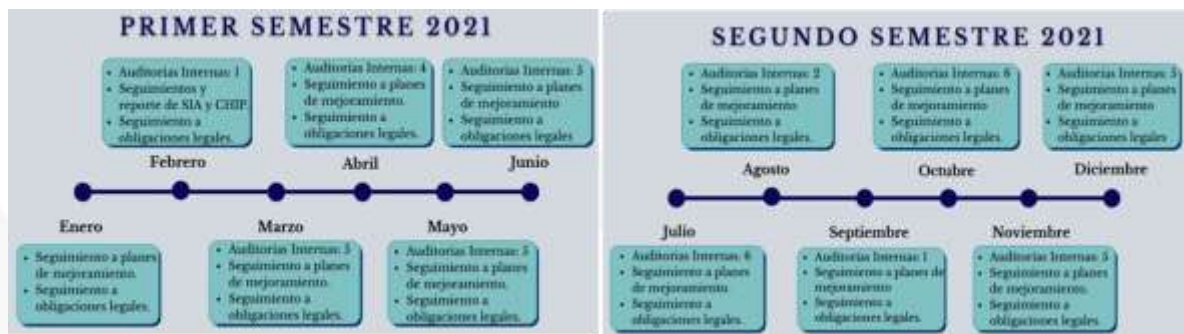 PRIMER SEMESTRE 2021
• Auditorias Internas: 1
• Seguimientos y
reporte de SIA y CHIP.
• Seguimiento a
obligaciones legales.
Febrero
• Auditorias Internas: 4
• Seguimiento a planes
de mejoramiento.
• Seguimiento a
obligaciones legales.
Abril
• Auditorias Internas:
• Seguimiento a planes
de mejoramiento
• Seguimiento a
obligaciones legales
Junio
Enero
• Seguimiento a planes
de mejoramiento.
• Seguimiento a
obligaciones legales.
Marzo
• Auditorias Internas:
• Seguimiento a planes
de mejoramiento.
• Seguimiento a
obligaciones legales.
Mayo
• Auditorias Internas:
• Seguimiento a planes
de mejoramiento.
• Seguimiento a
obligaciones legales.
SEGUNDO SEMESTRE 2021
• Auditorias Internas: 2
• Seguimiento a planes
de mejoramiento
• Seguimiento a
obligaciones legales.
Agosto
• Auditorias Internas: 6
• Seguimiento a planes
de mejoramiento
• Seguimiento a
obligaciones legales.
Octubre
• Auditorias Internas:
• Seguimiento a planes
de mejoramiento
• Seguimiento a
obligaciones legales
Diciembre
Julio
• Auditorias Internas: 6
• Seguimiento a planes
de mejoramiento.
• Seguimiento a
obligaciones legales.
Septiembre
• Auditorias Internas: 1
• Seguimiento a planes de
mejoramiento
• Seguimiento a
obligaciones legales.
Noviembre
• Auditorias Internas:
• Seguimiento a planes
de mejoramiento.
• Seguimiento a
obligaciones legales.